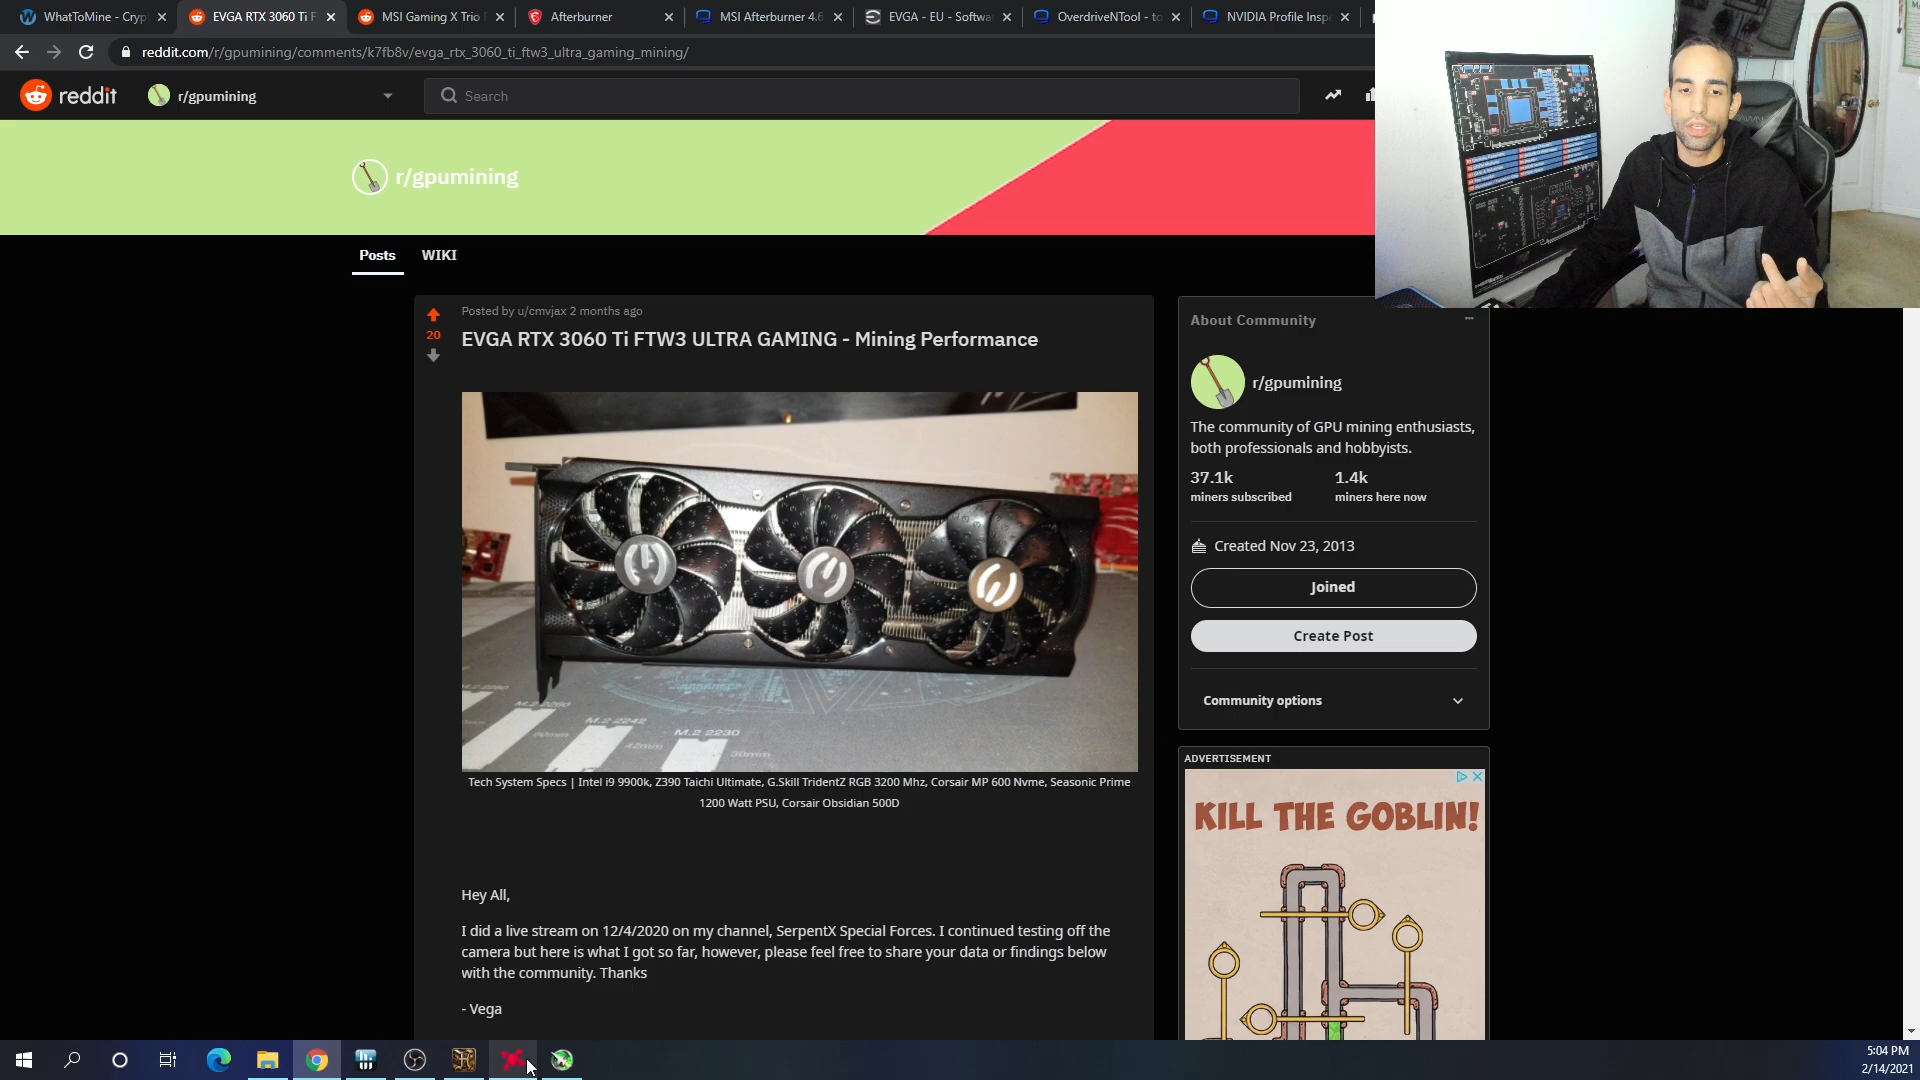 WhatToMine - Cryp
EVGA RTX 3060 Ti F
MSI Gaming X Trio
Afterburner
MSI Afterburner 4.6
EVGA - EU - Softwa
OverdriveNTool - to
NVIDIA Profile Insp
reddit.com/r/gpumining/comments/k7fb8v/evga_rtx_3060_ti_ftw3_ultra_gaming_mining/
reddit
r/gpumining
Search
r/gpumining
Posts
WIKI
Posted by u/cmvjax 2 months ago
20
EVGA RTX 3060 Ti FTW3 ULTRA GAMING - Mining Performance
M.2 2260
M.2 2242
42mm
M.2 2230
30mm
Tech System Specs | Intel i9 9900k, Z390 Taichi Ultimate, G.Skill TridentZ RGB 3200 Mhz, Corsair MP 600 Nvme, Seasonic Prime
1200 Watt PSU, Corsair Obsidian 500D
Hey All,
I did a live stream on 12/4/2020 on my channel, SerpentX Special Forces. I continued testing off the
camera but here is what I got so far, however, please feel free to share your data or findings below
with the community. Thanks
- Vega
About Community
r/gpumining
The community of GPU mining enthusiasts,
both professionals and hobbyists.
37.1k
1.4k
miners subscribed
miners here now
Created Nov 23, 2013
Joined
Create Post
Community options
ADVERTISEMENT
KILL THE GOBLIN!
5:04 PM
2/14/2021